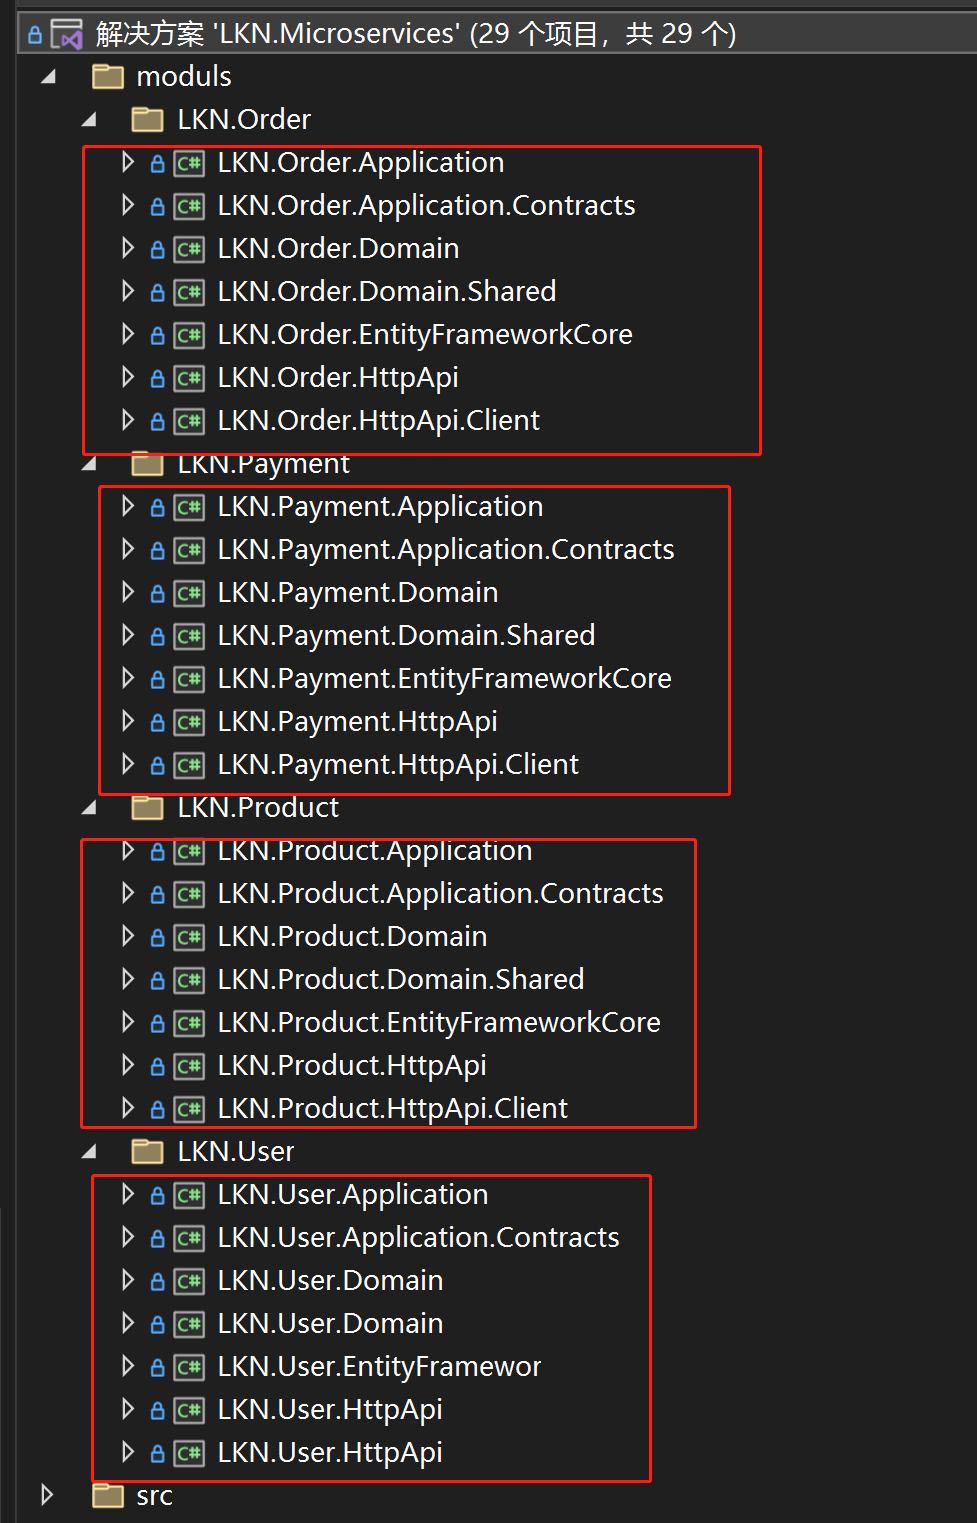 解决方案 'LKN.Microservices' (29 个项目，共 29 个)
moduls
LKN.Order
C# LKN.Order.Application
C# LKN.Order.Application.Contracts
C# LKN.Order.Domain
C# LKN.Order.Domain.Shared
C# LKN.Order.EntityFrameworkCore
C# LKN.Order.HttpApi
C# LKN.Order.HttpApi.Client
LKN.Payment
C# LKN.Payment.Application
C# LKN.Payment.Application.Contracts
C# LKN.Payment.Domain
C# LKN.Payment.Domain.Shared
C# LKN.Payment.EntityFrameworkCore
C# LKN.Payment.HttpApi
C# LKN.Payment.HttpApi.Client
LKN.Product
C# LKN.Product.Application
C# LKN.Product.Application.Contracts
C# LKN.Product.Domain
C# LKN.Product.Domain.Shared
C# LKN.Product.EntityFrameworkCore
C# LKN.Product.HttpApi
C# LKN.Product.HttpApi.Client
LKN.User
C# LKN.User.Application
C# LKN.User.Application.Contracts
C# LKN.User.Domain
C# LKN.User.Domain
C# LKN.User.EntityFramewor
C# LKN.User.HttpApi
C# LKN.User.HttpApi
src